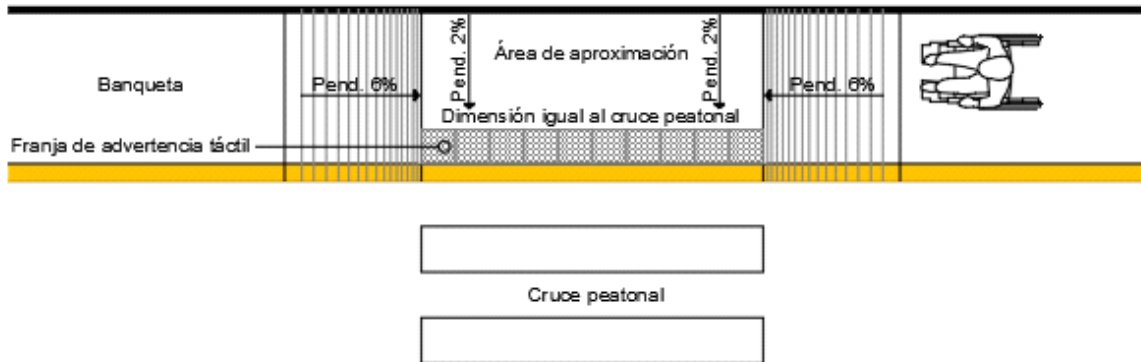 Banqueta
Pend. 6%
Pend. 2%
Área de aproximación
Pend. 2%
Pend. 6%
Dimensión igual al cruce peatonal
Franja de advertencia táctil
Cruce peatonal